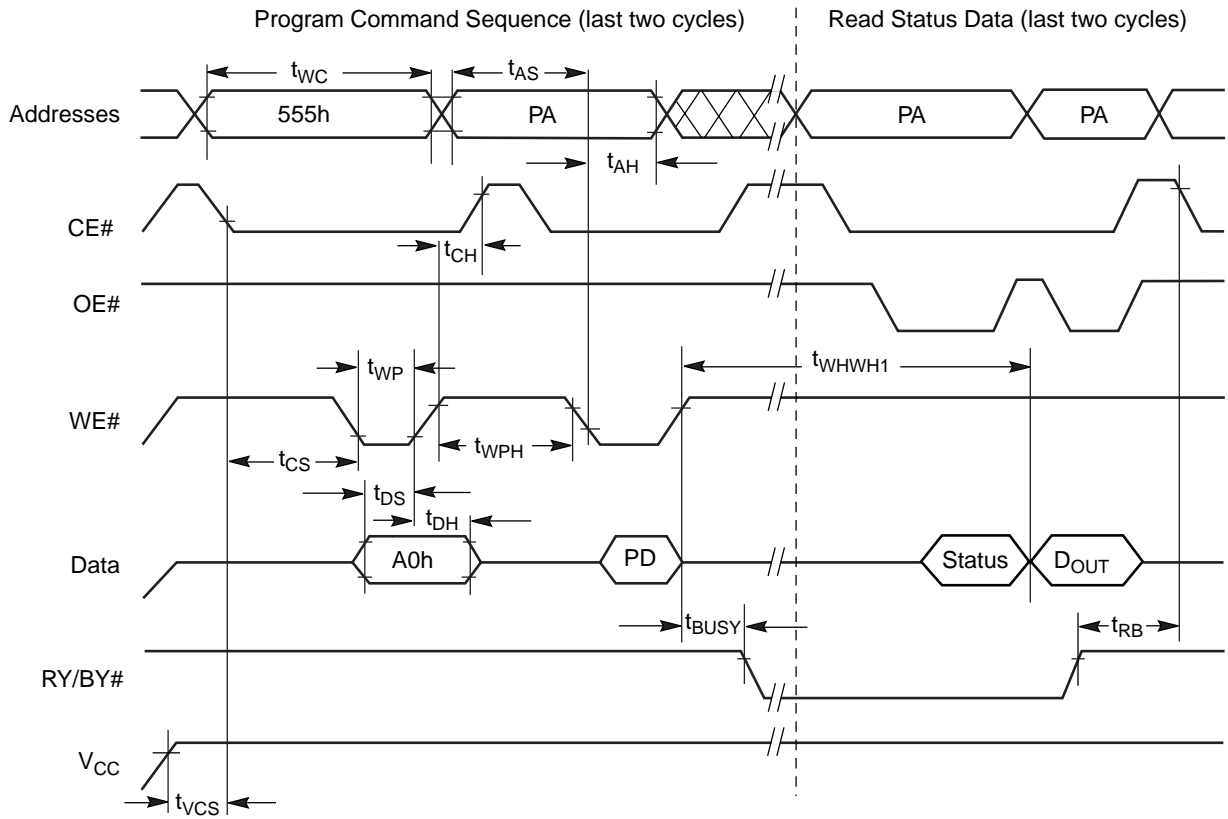 Program Command Sequence (last two cycles)
Read Status Data (last two cycles)
tWC
tAS
Addresses
555h
PA
PA
PA
tAH
CE#
tCH
OE#
tWP
tWHWH1
WE#
tCS
tWPH
tDS
tDH
Data
A0h
PD
Status
DOUT
tBUSY
tRB
RY/BY#
VCC
tVCS